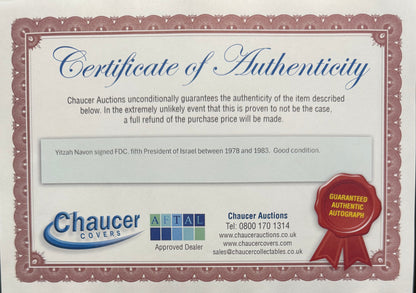 Certificate of Authenticity
Chaucer Auctions unconditionally guarantees the authenticity of the item described
below. In the extremely unlikely event that this is proven to not be the case,
a full refund of the purchase price will be made.
Yitzah Navon signed FDC, fifth President of Israel between 1978 and 1983. Good condition.
GUARANTEED
AUTHENTIC
AUTOGRAPH
Chaucer
COVERS
AFTAL
Approved Dealer
Chaucer Auctions
Tel: 0800 170 1314
www.chaucerauctions.co.uk
www.chaucercovers.com
sales@chaucercollectables.co.uk